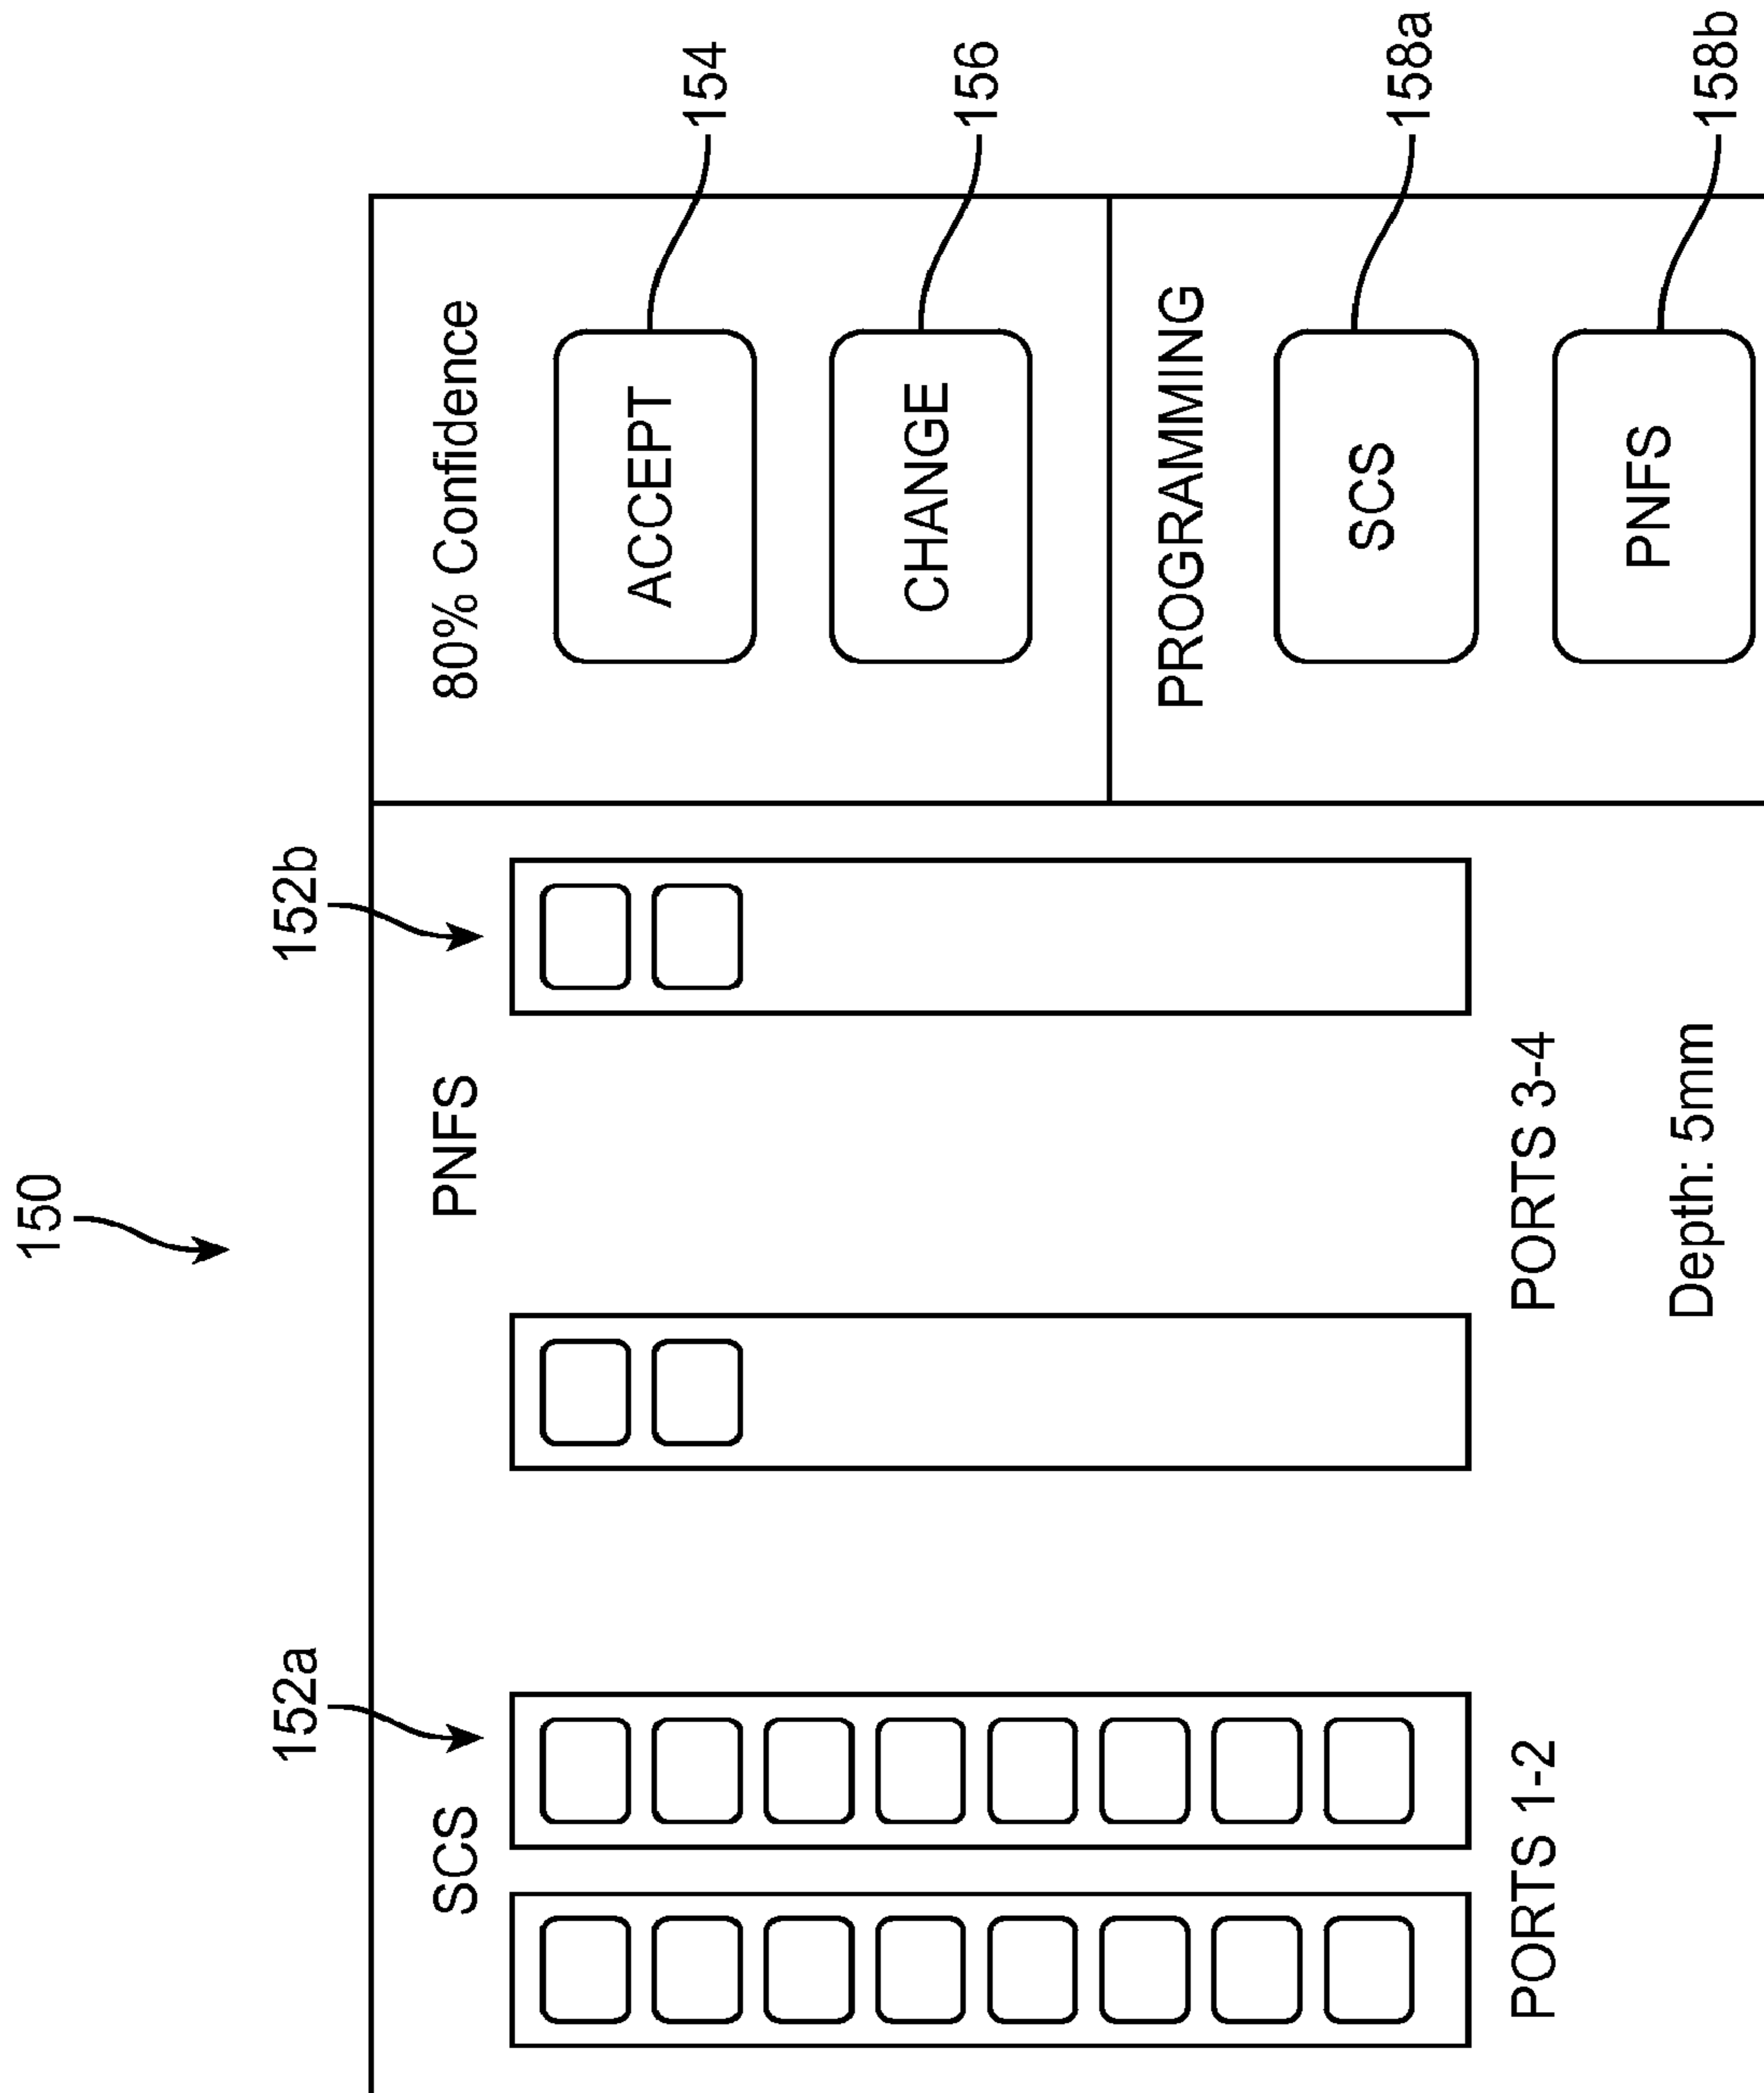 150
152a
152b
SCS
PNFS
80% Confidence
ACCEPT
154
CHANGE
156
PROGRAMMING
SCS
158a
PNFS
158b
PORTS 1-2
PORTS 3-4
Depth: 5mm